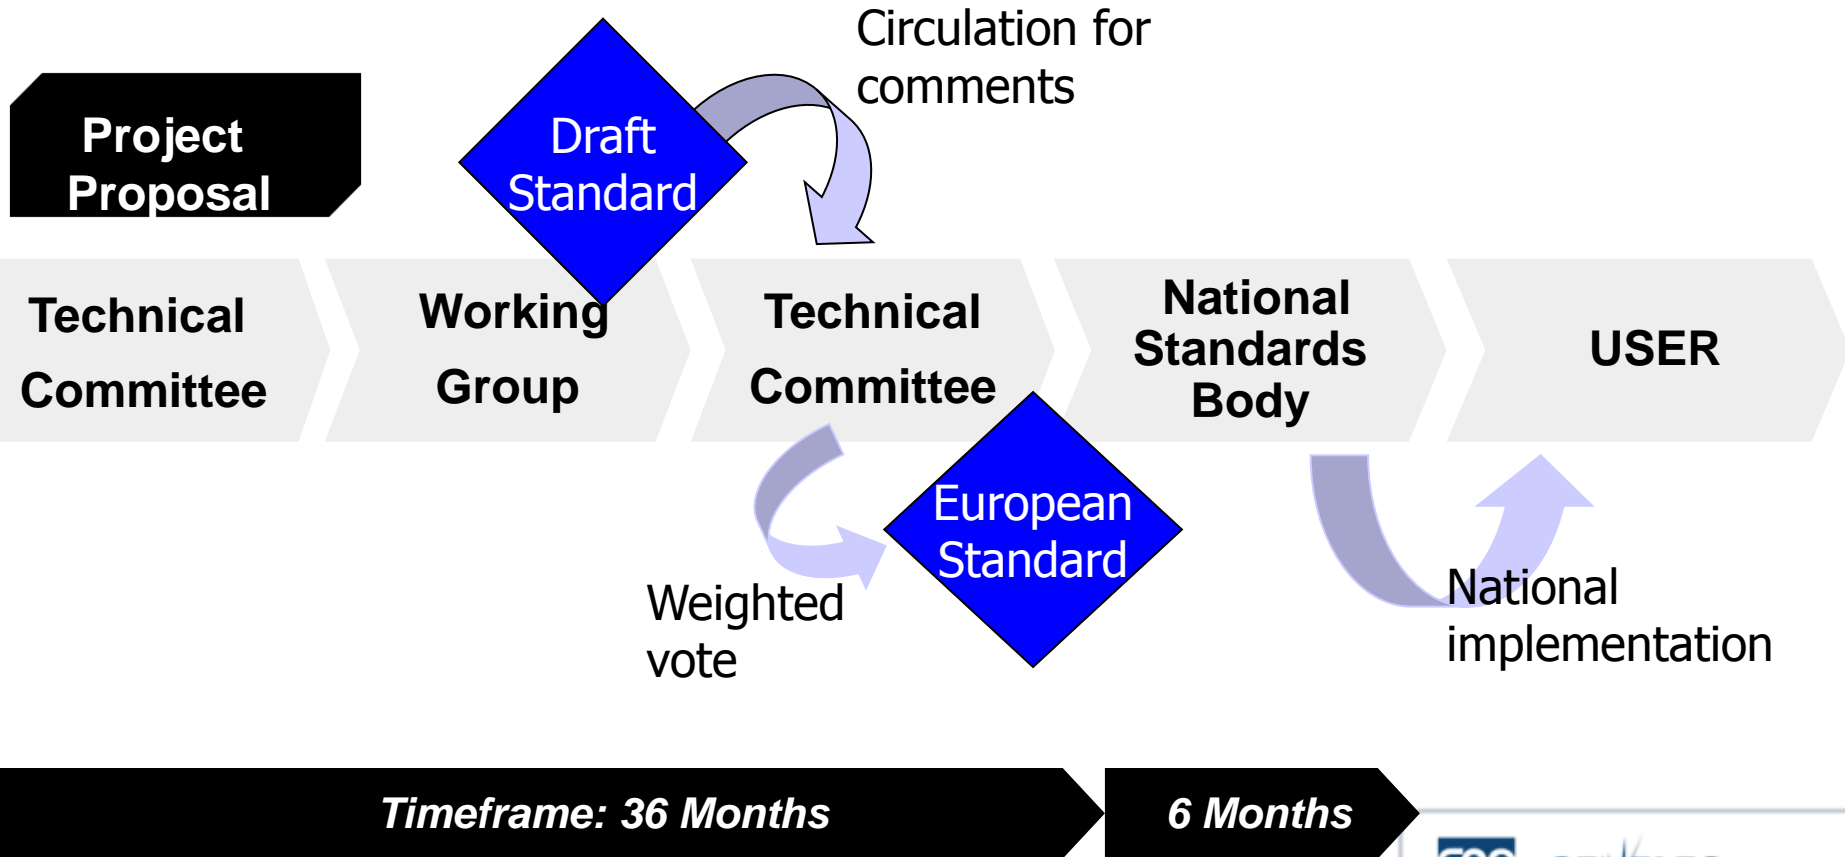 Circulation for
comments
Project
Proposal
Draft
Standard
Technical
Committee
Working
Group
Technical
Committee
National
Standards
Body
USER
European
Standard
Weighted
vote
National
implementation
Timeframe: 36 Months
6 Months